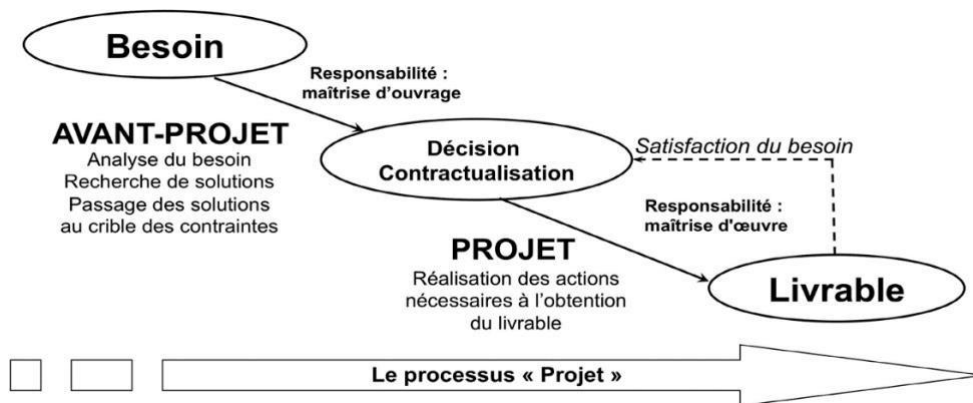 Besoin
Responsabilité :
maîtrise d'ouvrage
AVANT-PROJET
Analyse du besoin
Recherche de solutions
Passage des solutions
au crible des contraintes
Décision
Contractualisation
Satisfaction du besoin
Responsabilité :
maîtrise d'œuvre
PROJET
Réalisation des actions
nécessaires à l'obtention
du livrable
Livrable
Le processus « Projet »